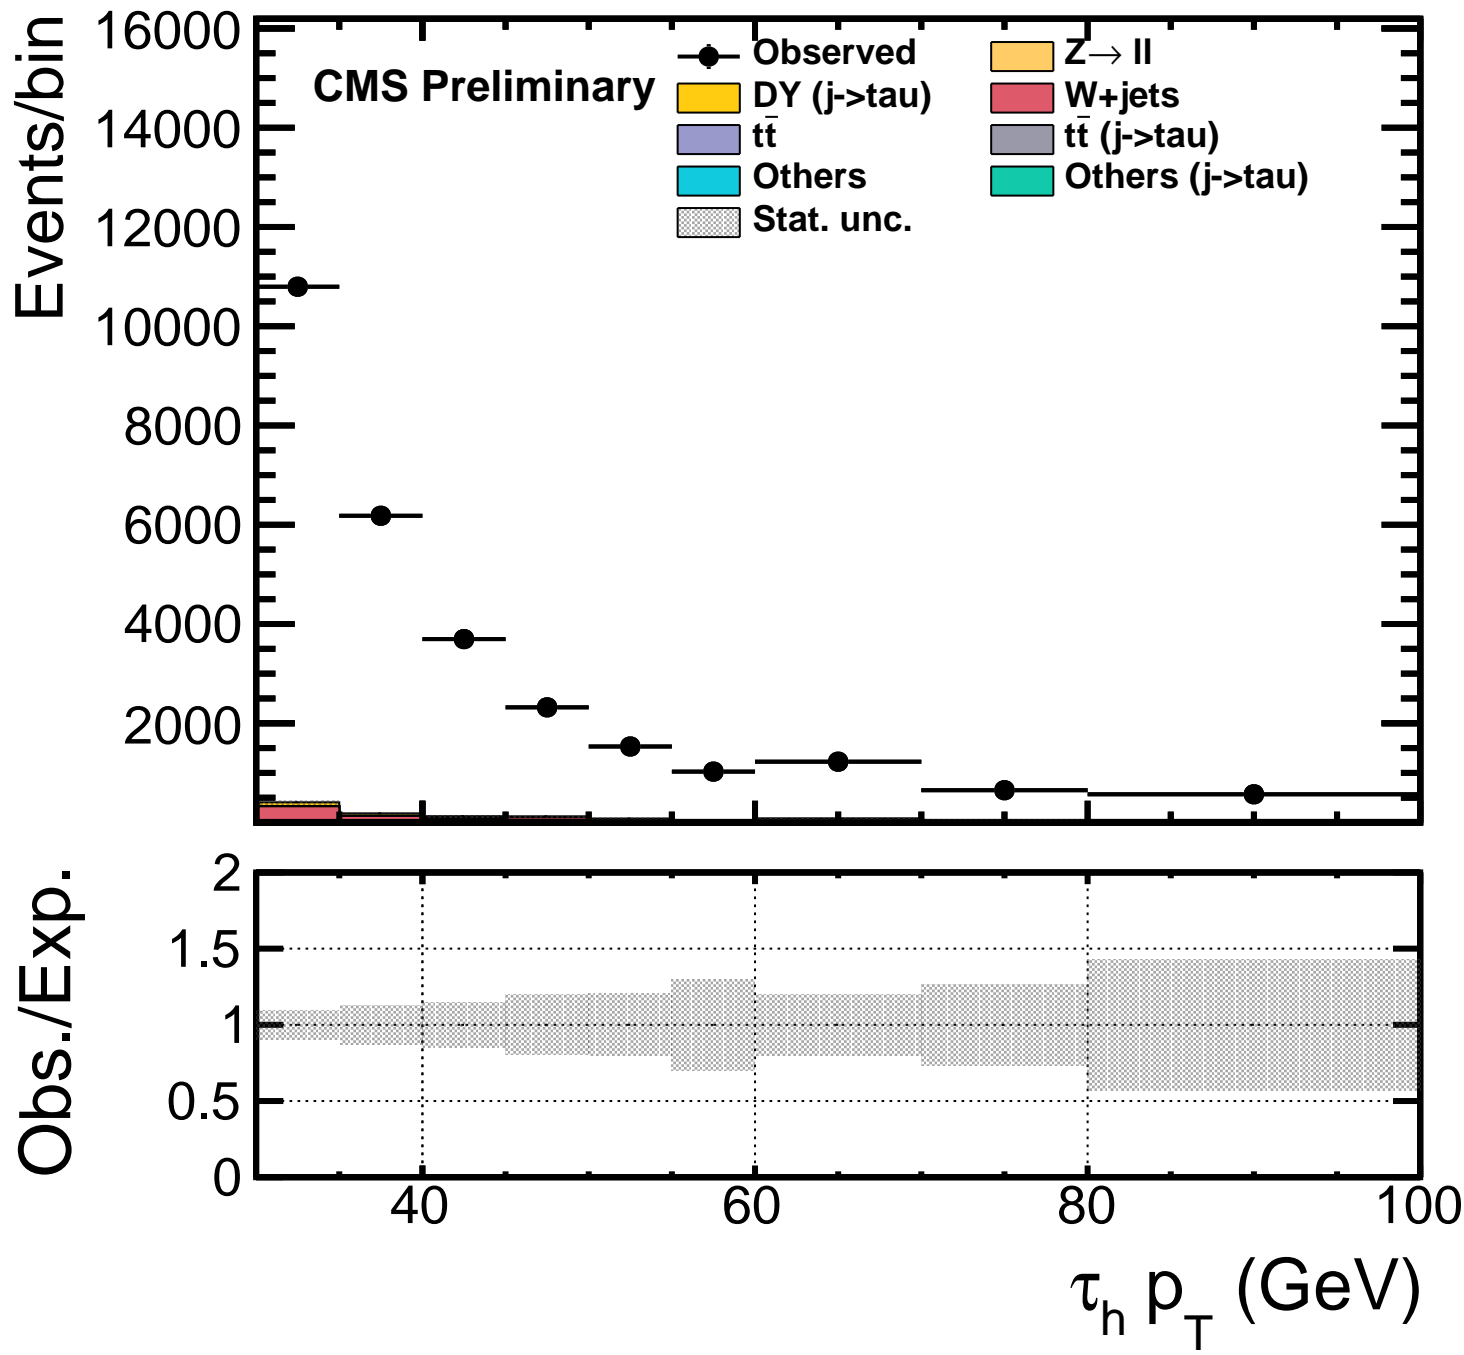 Events/bin
16000
14000
12000
10000
8000
6000
4000
2000
CMS Preliminary
Observed
Z→ ll
DY (j->tau)
W+jets
tt̄
tt̄ (j->tau)
Others
Others (j->tau)
Stat. unc.
Obs./Exp.
2
1.5
1
0.5
0
40 60 80 100
τh pT (GeV)